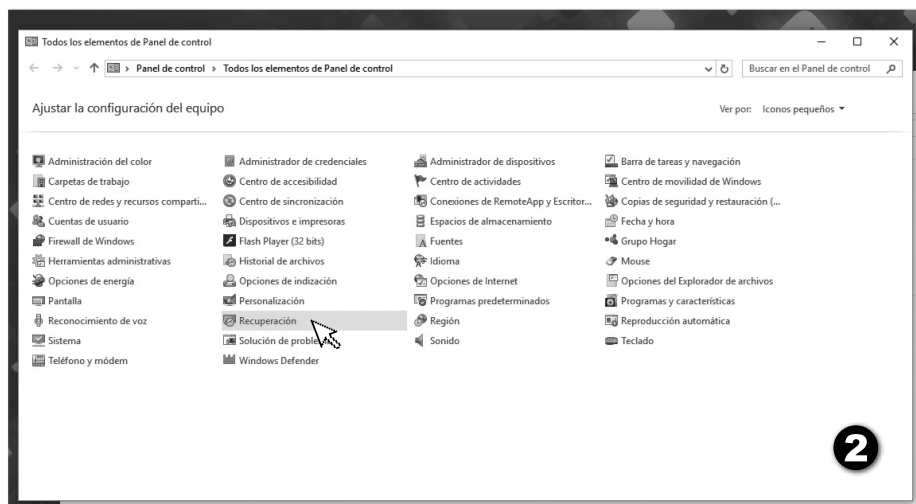 Todos los elementos de Panel de control
Panel de control > Todos los elementos de Panel de control
Buscar en el Panel de control
Ajustar la configuración del equipo
Ver por: Iconos pequeños
Administración del color
Administrador de credenciales
Administrador de dispositivos
Barra de tareas y navegación
Carpetas de trabajo
Centro de accesibilidad
Centro de actividades
Centro de movilidad de Windows
Centro de redes y recursos comparti...
Centro de sincronización
Conexiones de RemoteApp y Escritor...
Copias de seguridad y restauración (...
Cuentas de usuario
Dispositivos e impresoras
Espacios de almacenamiento
Fecha y hora
Firewall de Windows
Flash Player (32 bits)
Fuentes
Grupo Hogar
Herramientas administrativas
Historial de archivos
Idioma
Mouse
Opciones de energía
Opciones de indización
Opciones de Internet
Opciones del Explorador de archivos
Pantalla
Personalización
Programas predeterminados
Programas y características
Reconocimiento de voz
Recuperación
Región
Reproducción automática
Sistema
Solución de
Sonido
Teclado
Teléfono y módem
Windows Defender
2